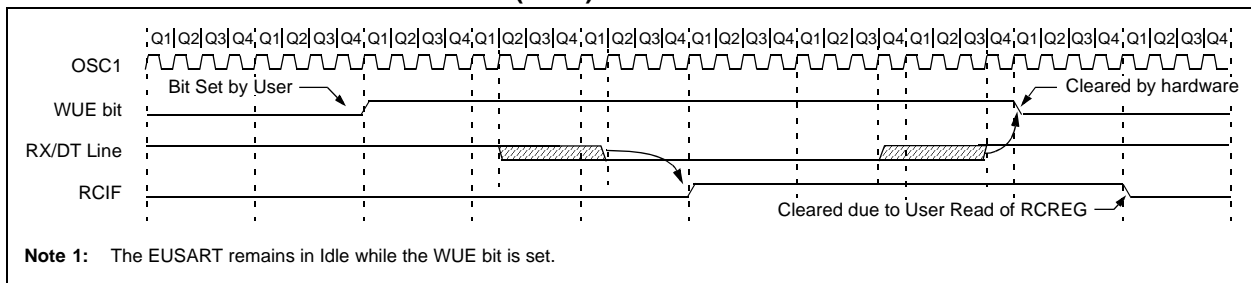 Q1 Q2 Q3 Q4 Q1 Q2 Q3 Q4 Q1 Q2 Q3 Q4 Q1 Q2 Q3 Q4 Q1 Q2 Q3 Q4 Q1 Q2 Q3 Q4 Q1 Q2 Q3 Q4 Q1 Q2 Q3 Q4 Q1 Q2 Q3 Q4 Q1 Q2 Q3 Q4
OSC1
Bit Set by User
Cleared by hardware
WUE bit
RX/DT Line
RCIF
Cleared due to User Read of RCREG
Note 1: The EUSART remains in Idle while the WUE bit is set.